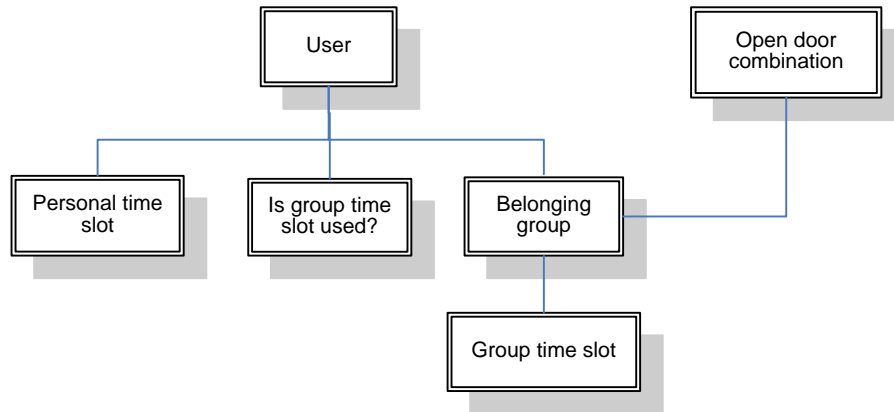 User
Open door
combination
Personal time
slot
Is group time
slot used?
Belonging
group
Group time slot